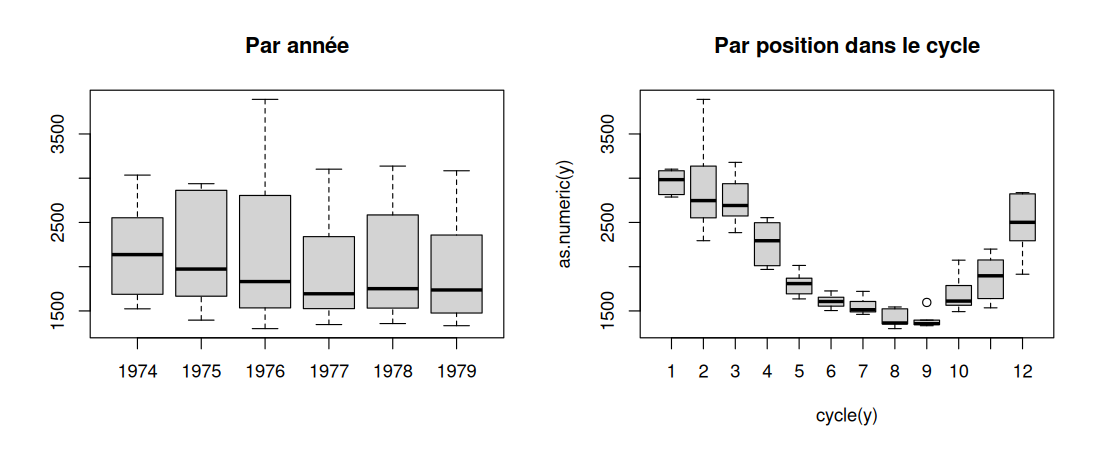 Par année
3500
2500
1500
1974 1975 1976 1977 1978 1979
Par position dans le cycle
as.numeric(y)
3500
2500
1500
1 2 3 4 5 6 7 8 9 10 12
cycle(y)